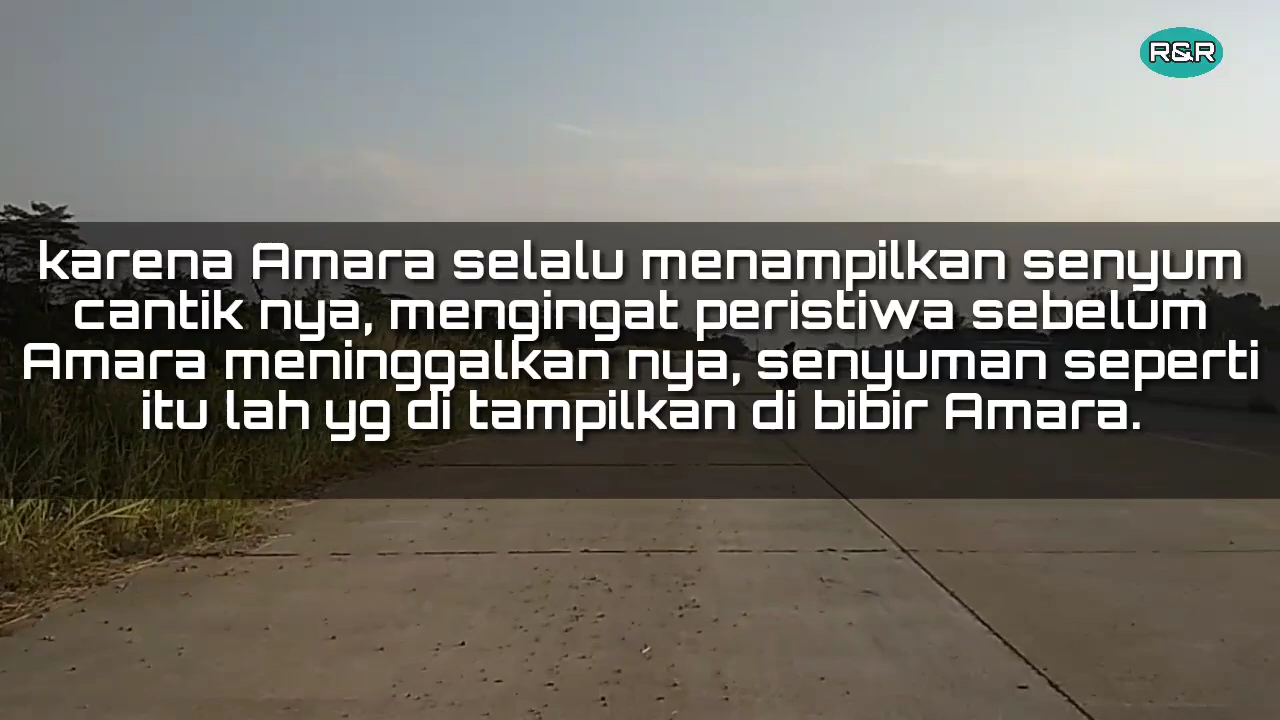 R&R
karena Amara selalu menampilkan senyum
cantik nya, mengingat peristiwa sebelum
Amara meninggalkan nya, senyuman seperti
itu lah yg di tampilkan di bibir Amara.